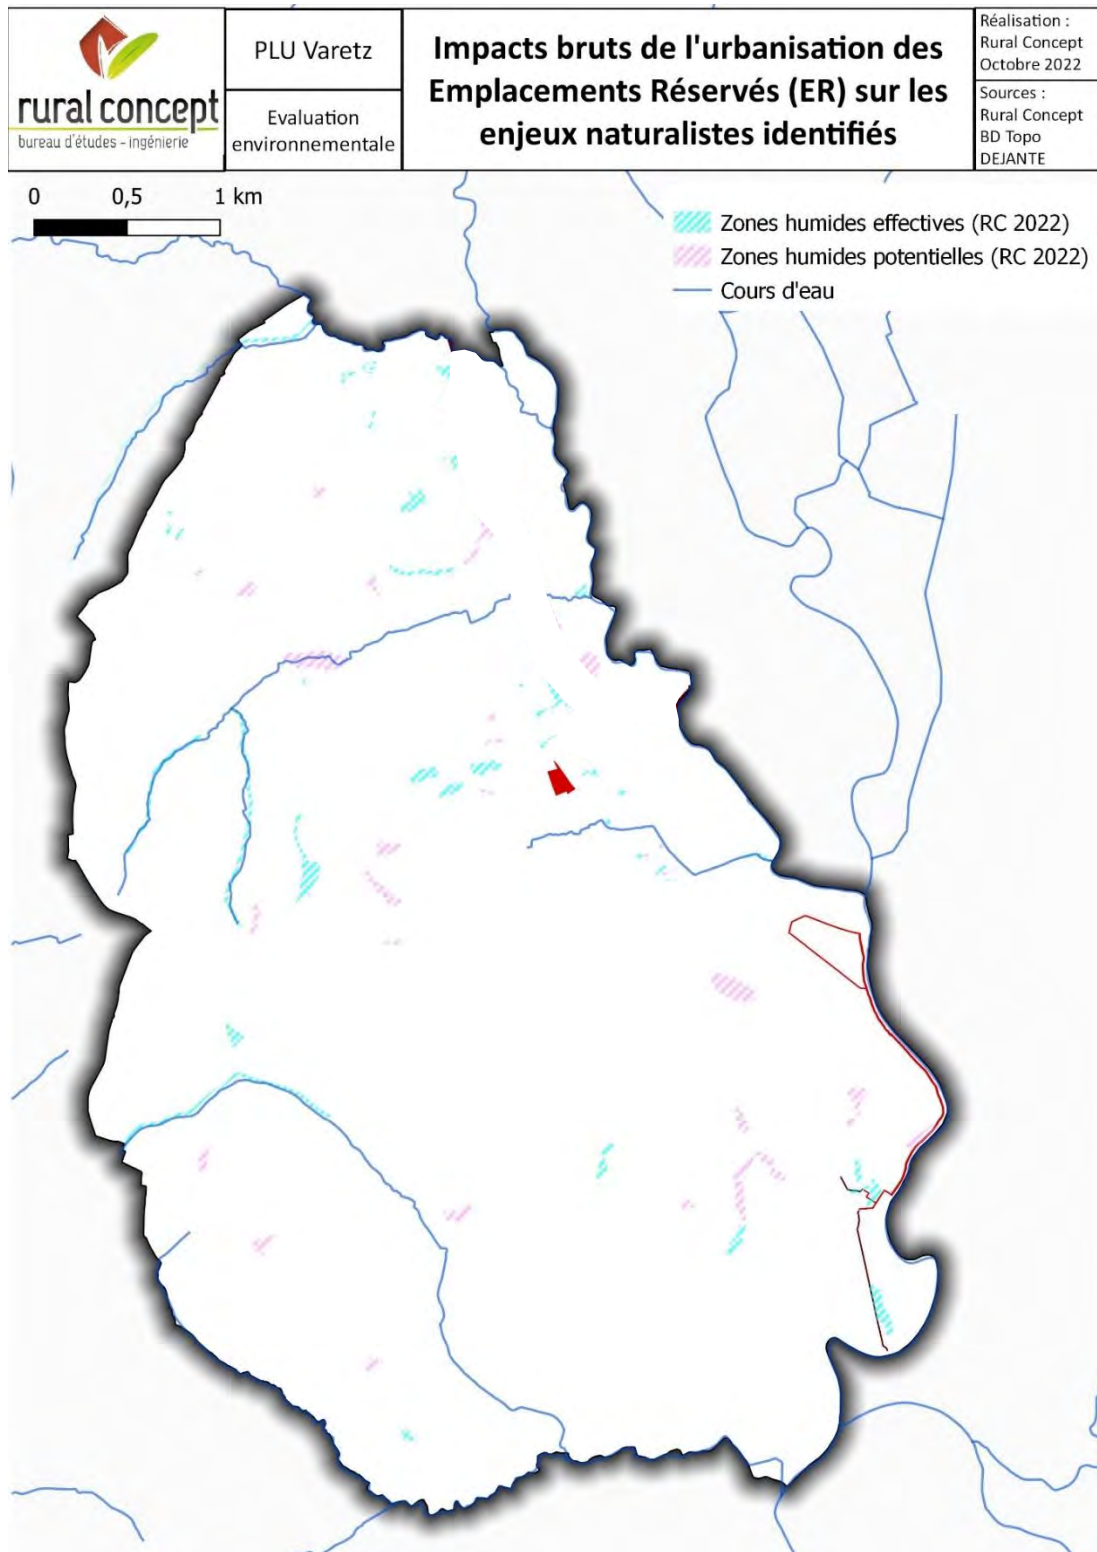 rural concept
bureau d'études - ingénierie
PLU Varetz
Evaluation
environnementale
Impacts bruts de l'urbanisation des
Emplacements Réservés (ER) sur les
enjeux naturalistes identifiés
Réalisation :
Rural Concept
Octobre 2022
Sources :
Rural Concept
BD Topo
DEJANTE
0 0,5 1 km
Zones humides effectives (RC 2022)
Zones humides potentielles (RC 2022)
Cours d'eau